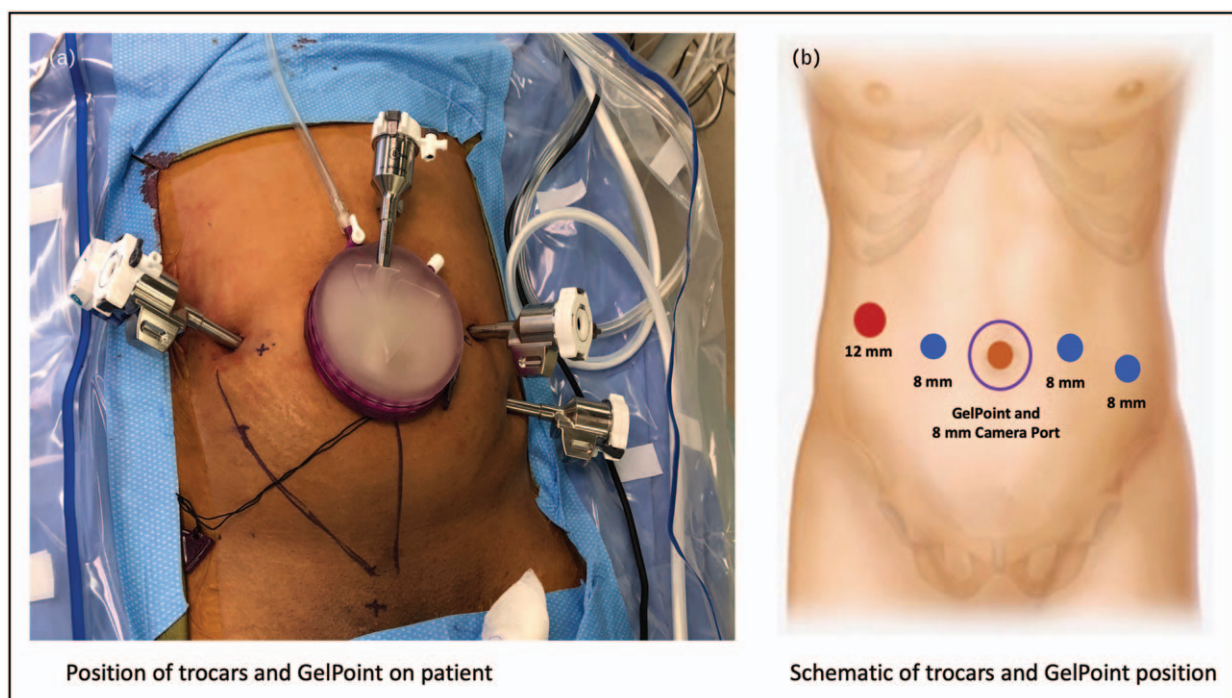 (a)
Position of trocars and GelPoint on patient
(b)
12 mm
8 mm
GelPoint and
8 mm Camera Port
8 mm
8 mm
Schematic of trocars and GelPoint position